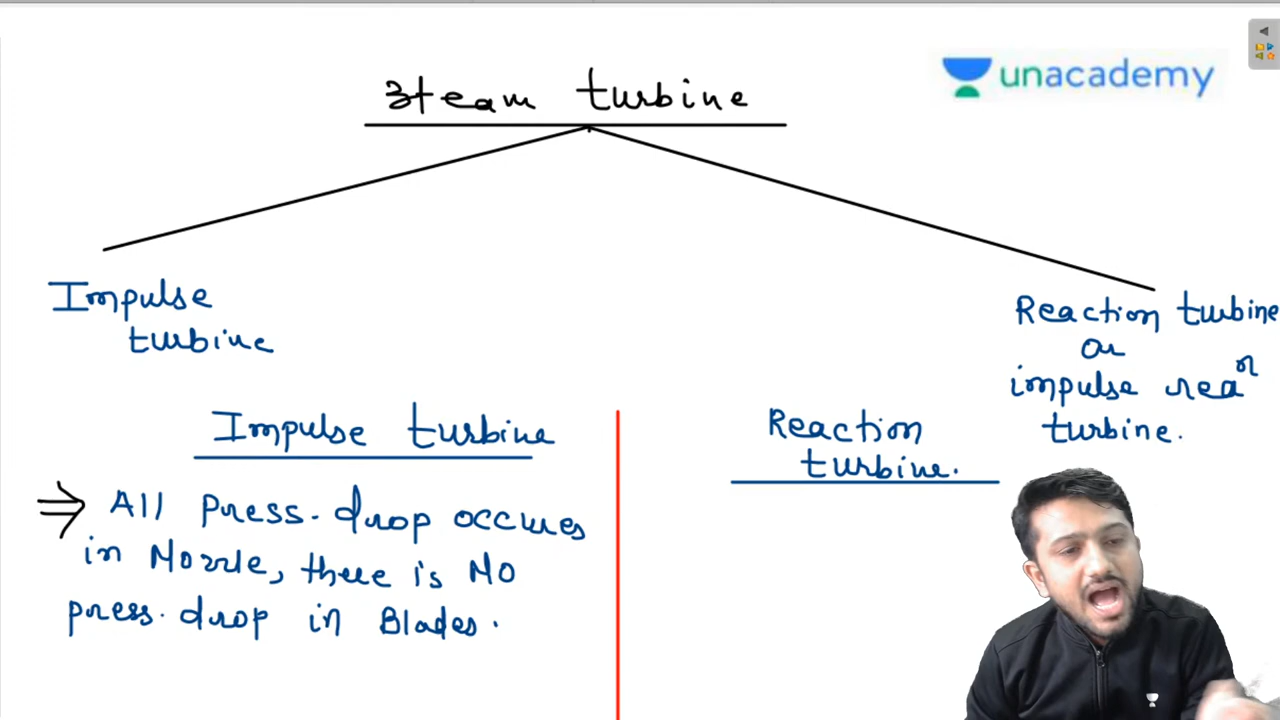 Steam turbine
unacademy
Impulse
turbine
Reaction turbine
or
impulse reaⁿ
turbine.
Impulse turbine
Reaction
turbine.
⇒ All press. drop occures
in Nozzle, there is No
press. drop in Blades.